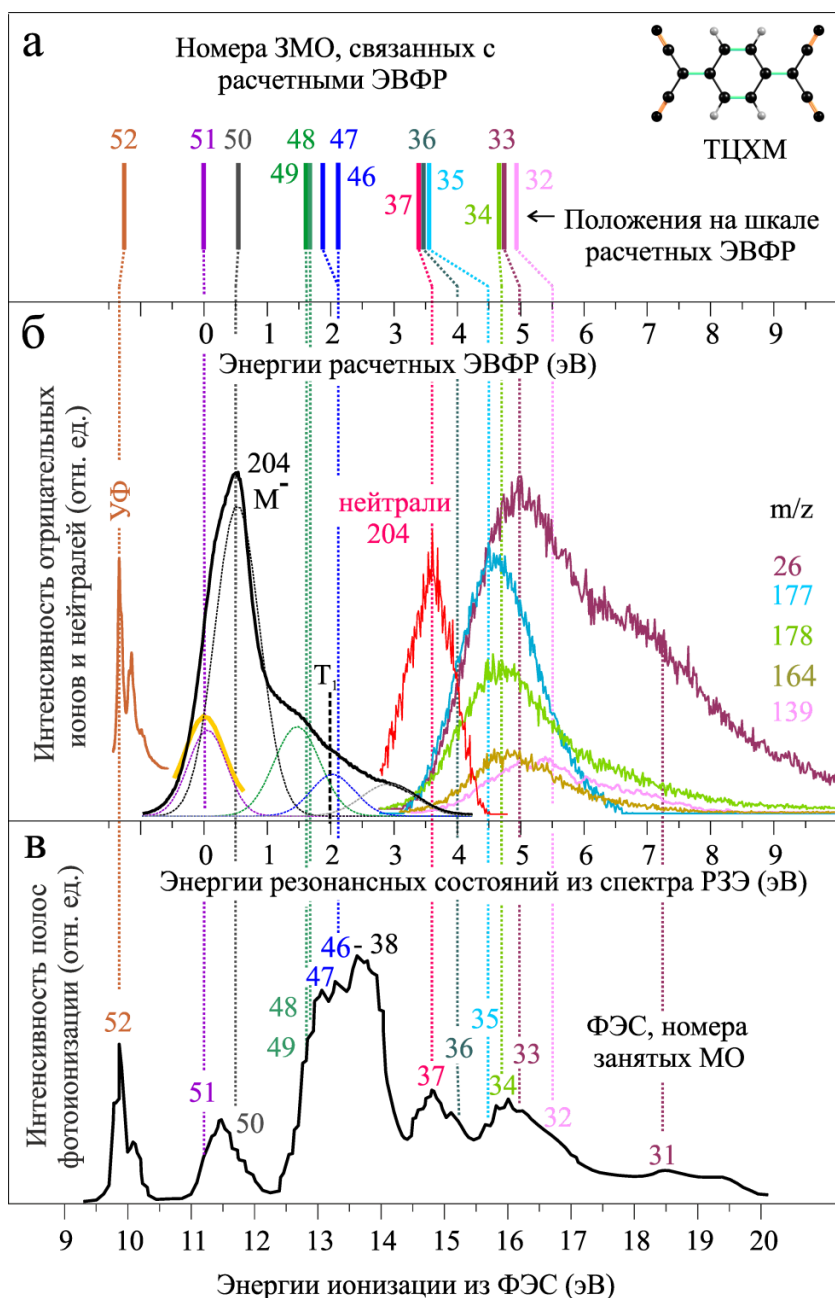 а
Номера ЗМО, связанных с
расчетными ЭВФР
ТЦХМ
52
51
50
48
49
47
46
36
37
35
33
34
32
← Положения на шкале
расчетных ЭВФР
0 1 2 3 4 5 6 7 8 9
Энергии расчетных ЭВФР (эВ)
б
Интенсивность отрицательных
ионов и нейтралей (отн. ед.)
УФ
204
М-
T1
нейтрали
204
m/z
26
177
178
164
139
0 1 2 3 4 5 6 7 8 9 10
Энергии резонансных состояний из спектра РЗЭ (эВ)
в
Интенсивность полос
фотоионизации (отн. ед.)
52
51
50
48
49
46 - 38
47
37
36
35
34
33
32
31
ФЭС, номера
занятых МО
9 10 11 12 13 14 15 16 17 18 19 20
Энергии ионизации из ФЭС (эВ)